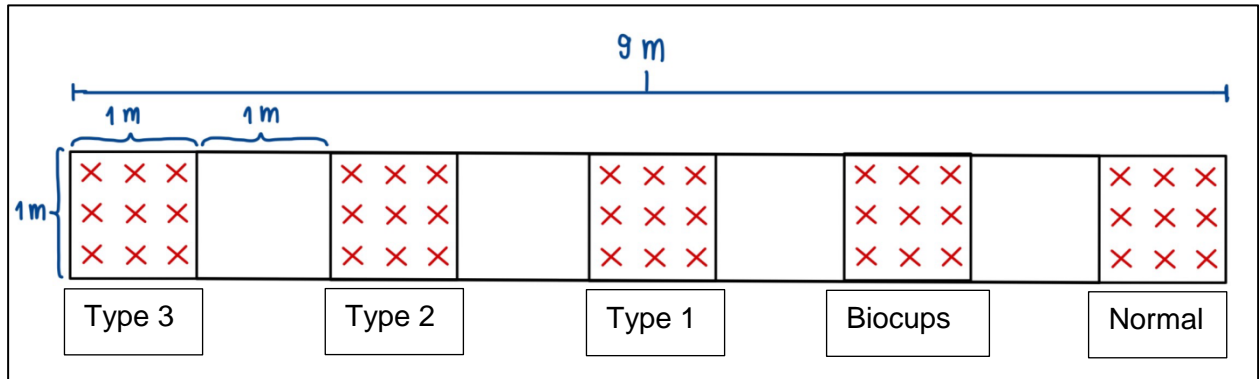 9 m
1 m
1 m
1m
Type 3
Type 2
Type 1
Biocups
Normal